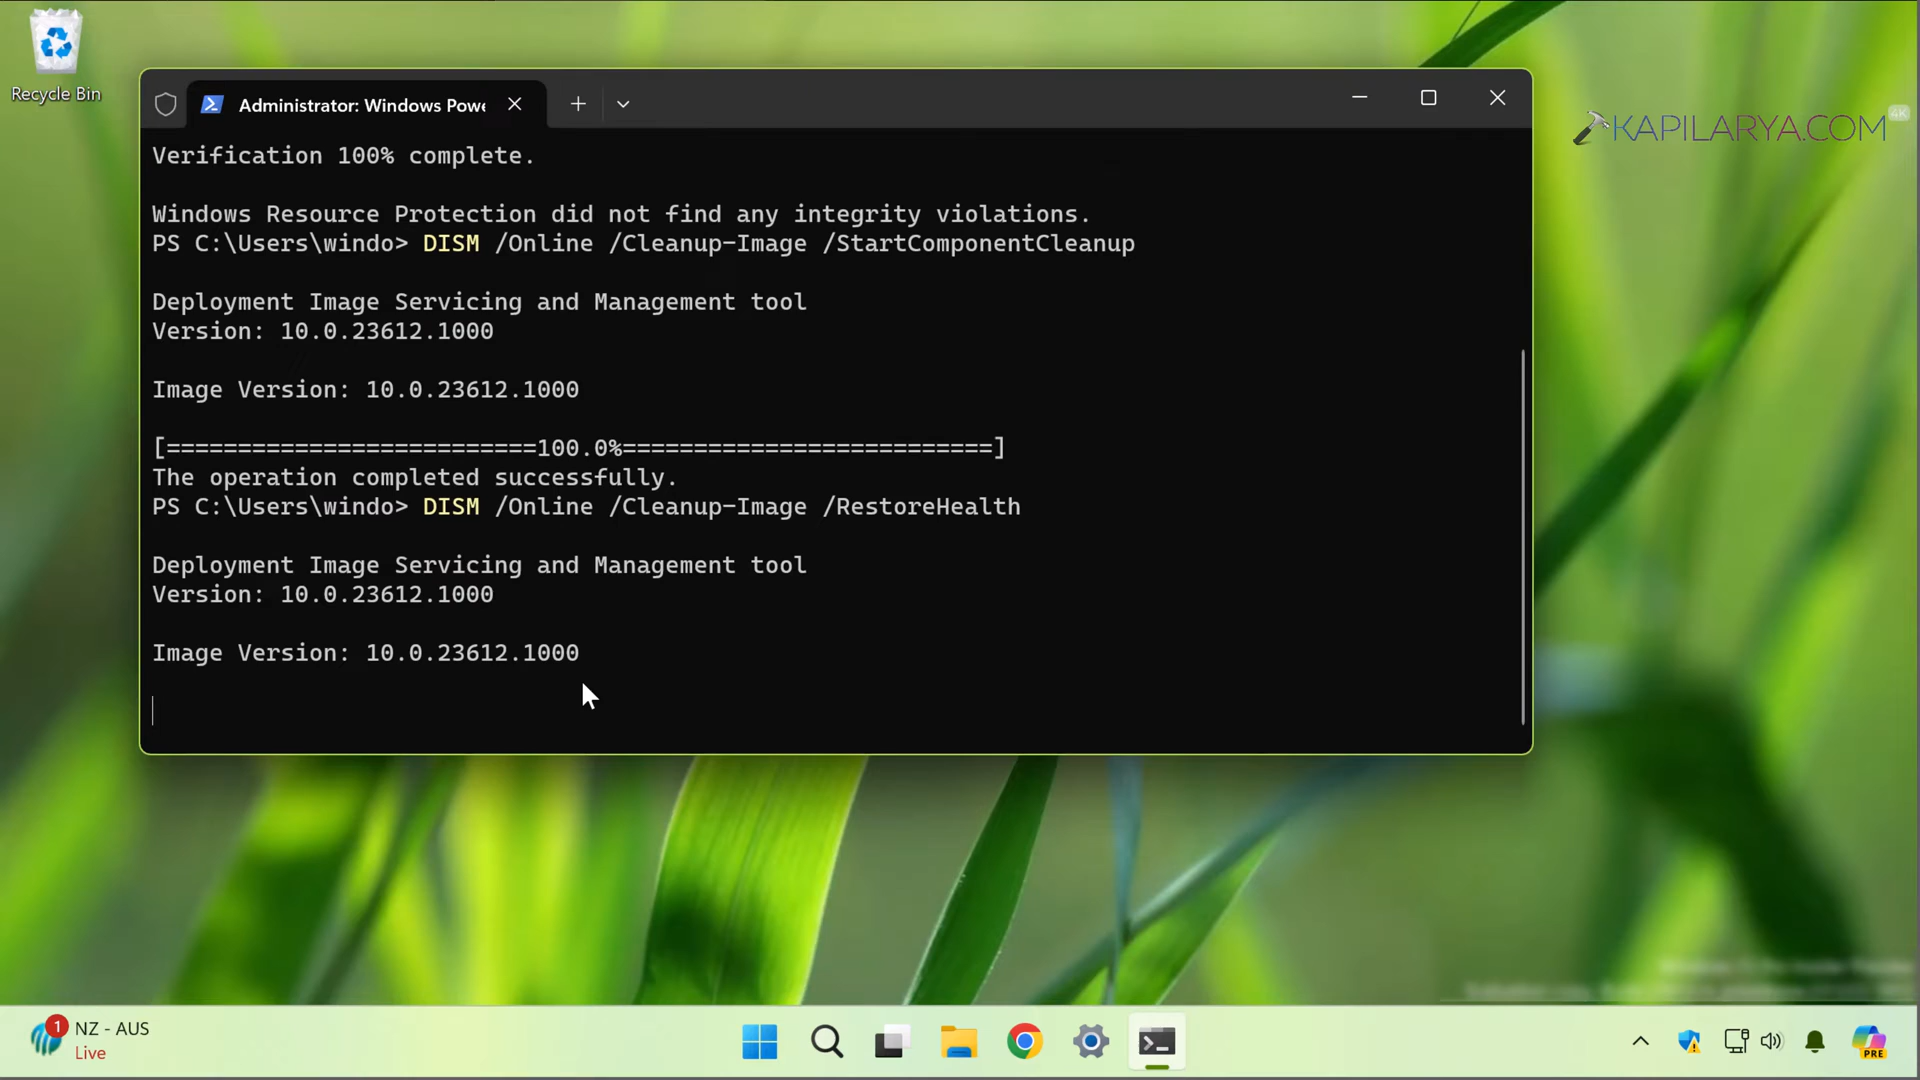 Recycle Bin
Administrator: Windows Powe
KAPILARYA.COM
4K
Verification 100% complete.
Windows Resource Protection did not find any integrity violations.
PS C:\Users\windo> DISM /Online /Cleanup-Image /StartComponentCleanup
Deployment Image Servicing and Management tool
Version: 10.0.23612.1000
Image Version: 10.0.23612.1000
[==========================100.0%==========================]
The operation completed successfully.
PS C:\Users\windo> DISM /Online /Cleanup-Image /RestoreHealth
Deployment Image Servicing and Management tool
Version: 10.0.23612.1000
Image Version: 10.0.23612.1000
1
NZ - AUS
Live
PRE